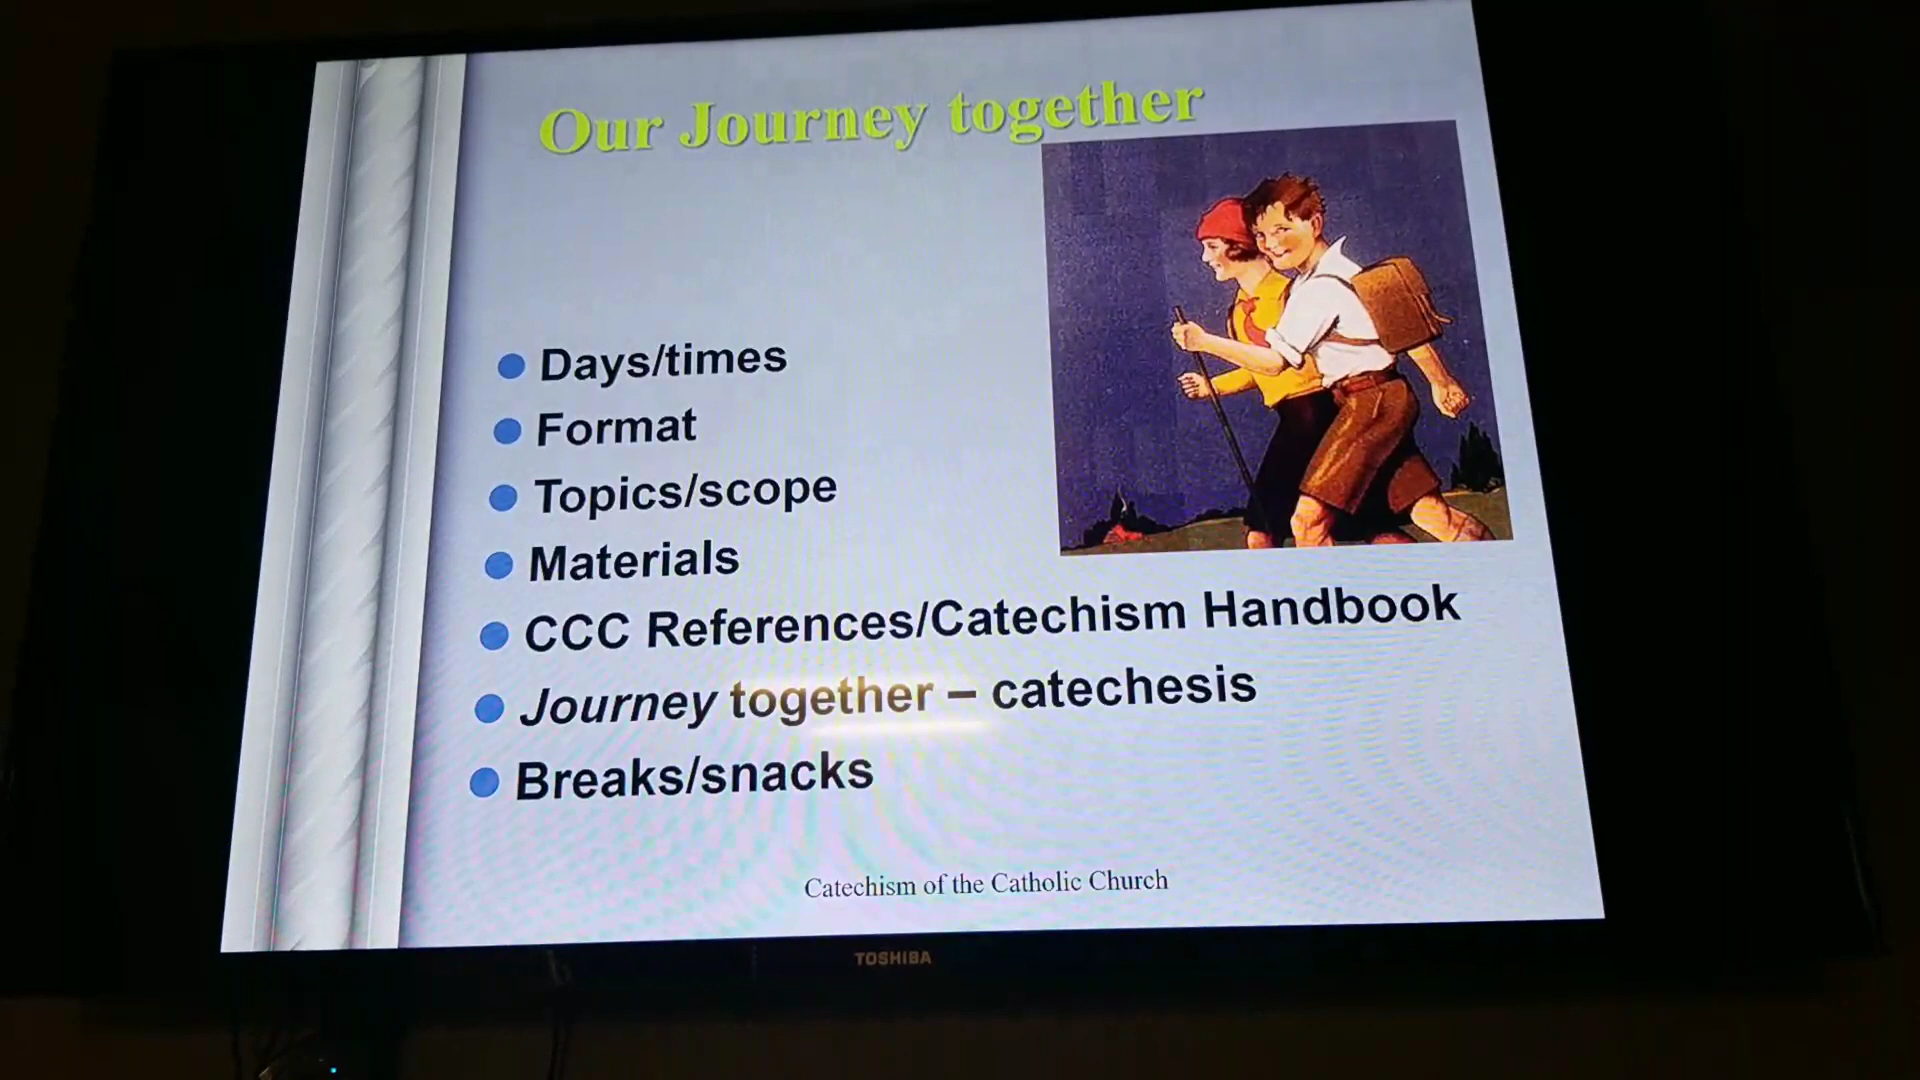 Our Journey together
Days/times
Format
Topics/scope
Materials
CCC References/Catechism Handbook
Journey together – catechesis
Breaks/snacks
Catechism of the Catholic Church
TOSHIBA